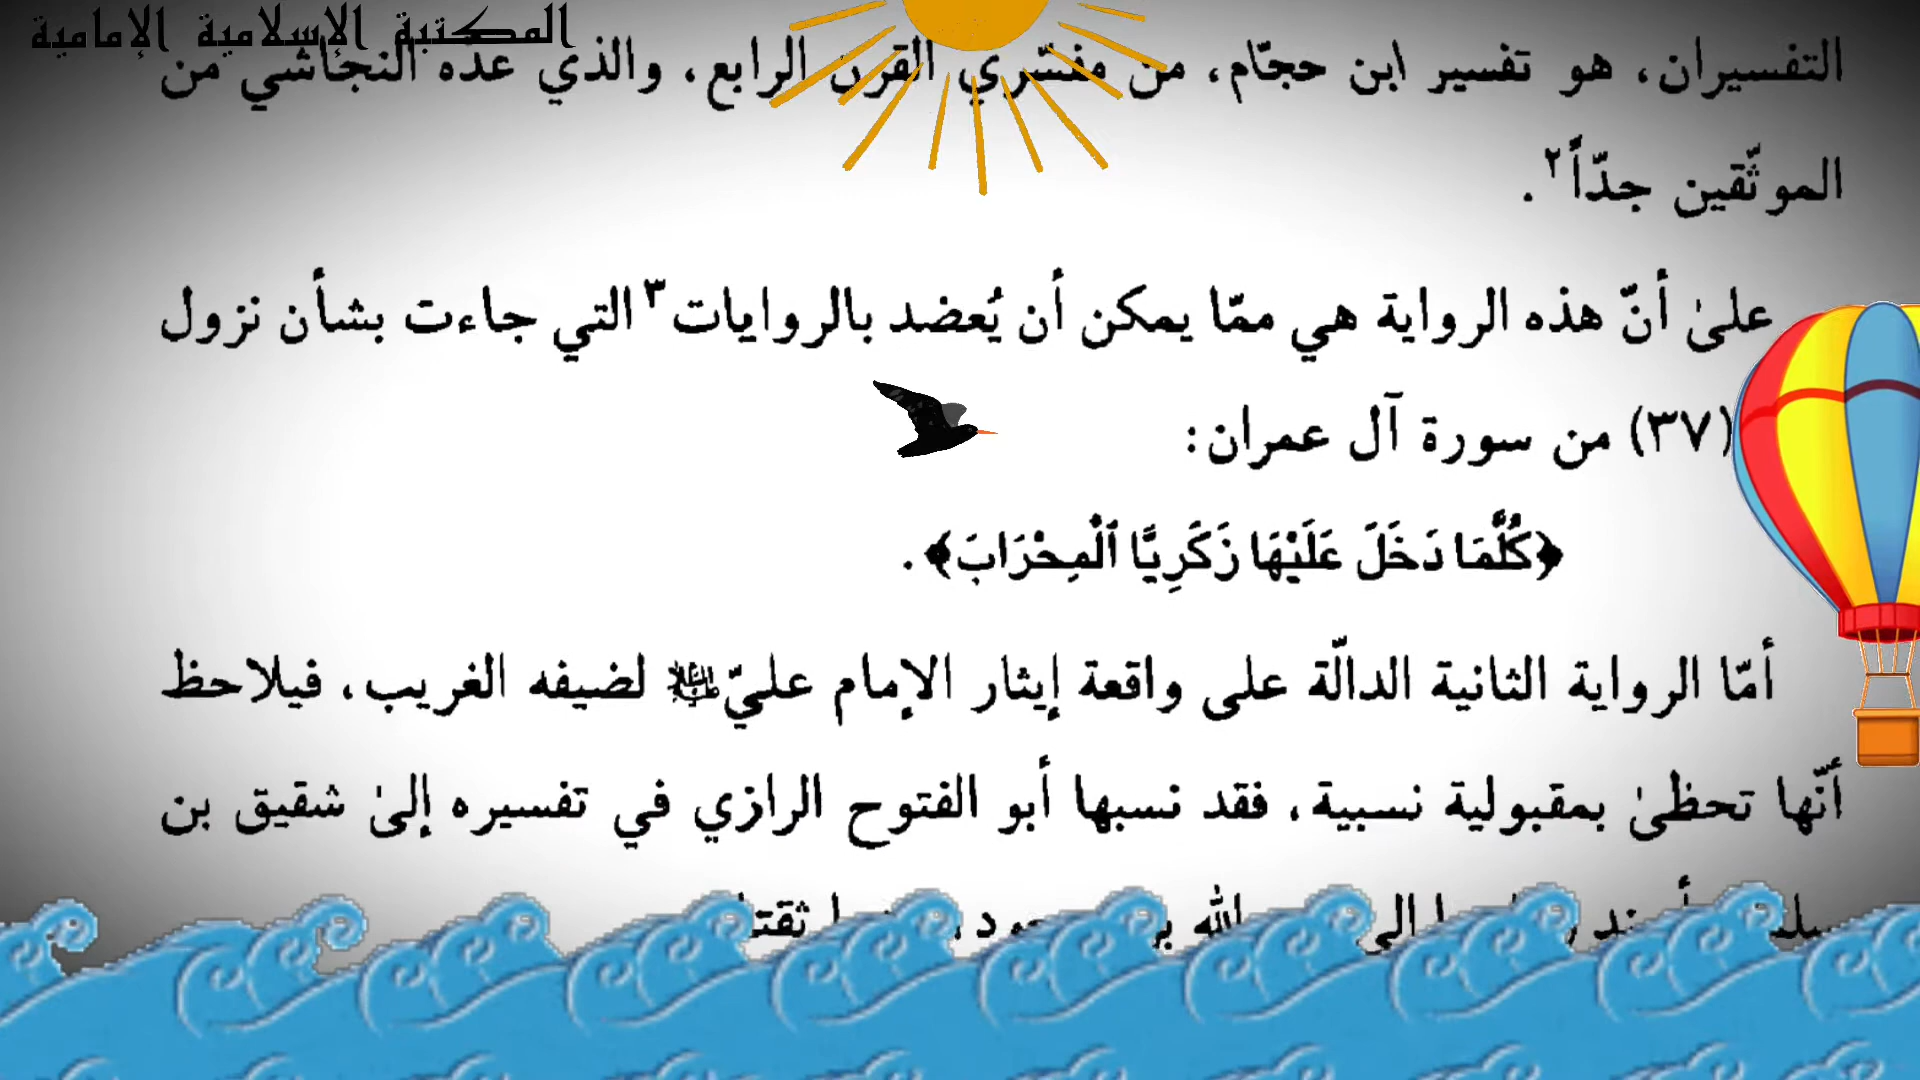 المكتبة الإسلامية الإمامية
التفسيران، هو تفسير ابن حجّام، من مفسّري القرن الرابع، والذي عدّه النجاشي من
الموثّقين جدّاً٢.
علىٰ أنّ هذه الرواية هي ممّا يمكن أن يُعضد بالروايات٣ التي جاءت بشأن نزول
(٣٧) من سورة آل عمران:
﴿كُلَّمَا دَخَلَ عَلَيْهَا زَكَرِيَّا ٱلْمِحْرَابَ﴾.
أمّا الرواية الثانية الدالّة على واقعة إيثار الإمام عليّ عليه السلام لضيفه الغريب، فيلاحظ
أنّها تحظىٰ بمقبولية نسبية، فقد نسبها أبو الفتوح الرازي في تفسيره إلىٰ شقيق بن
الله